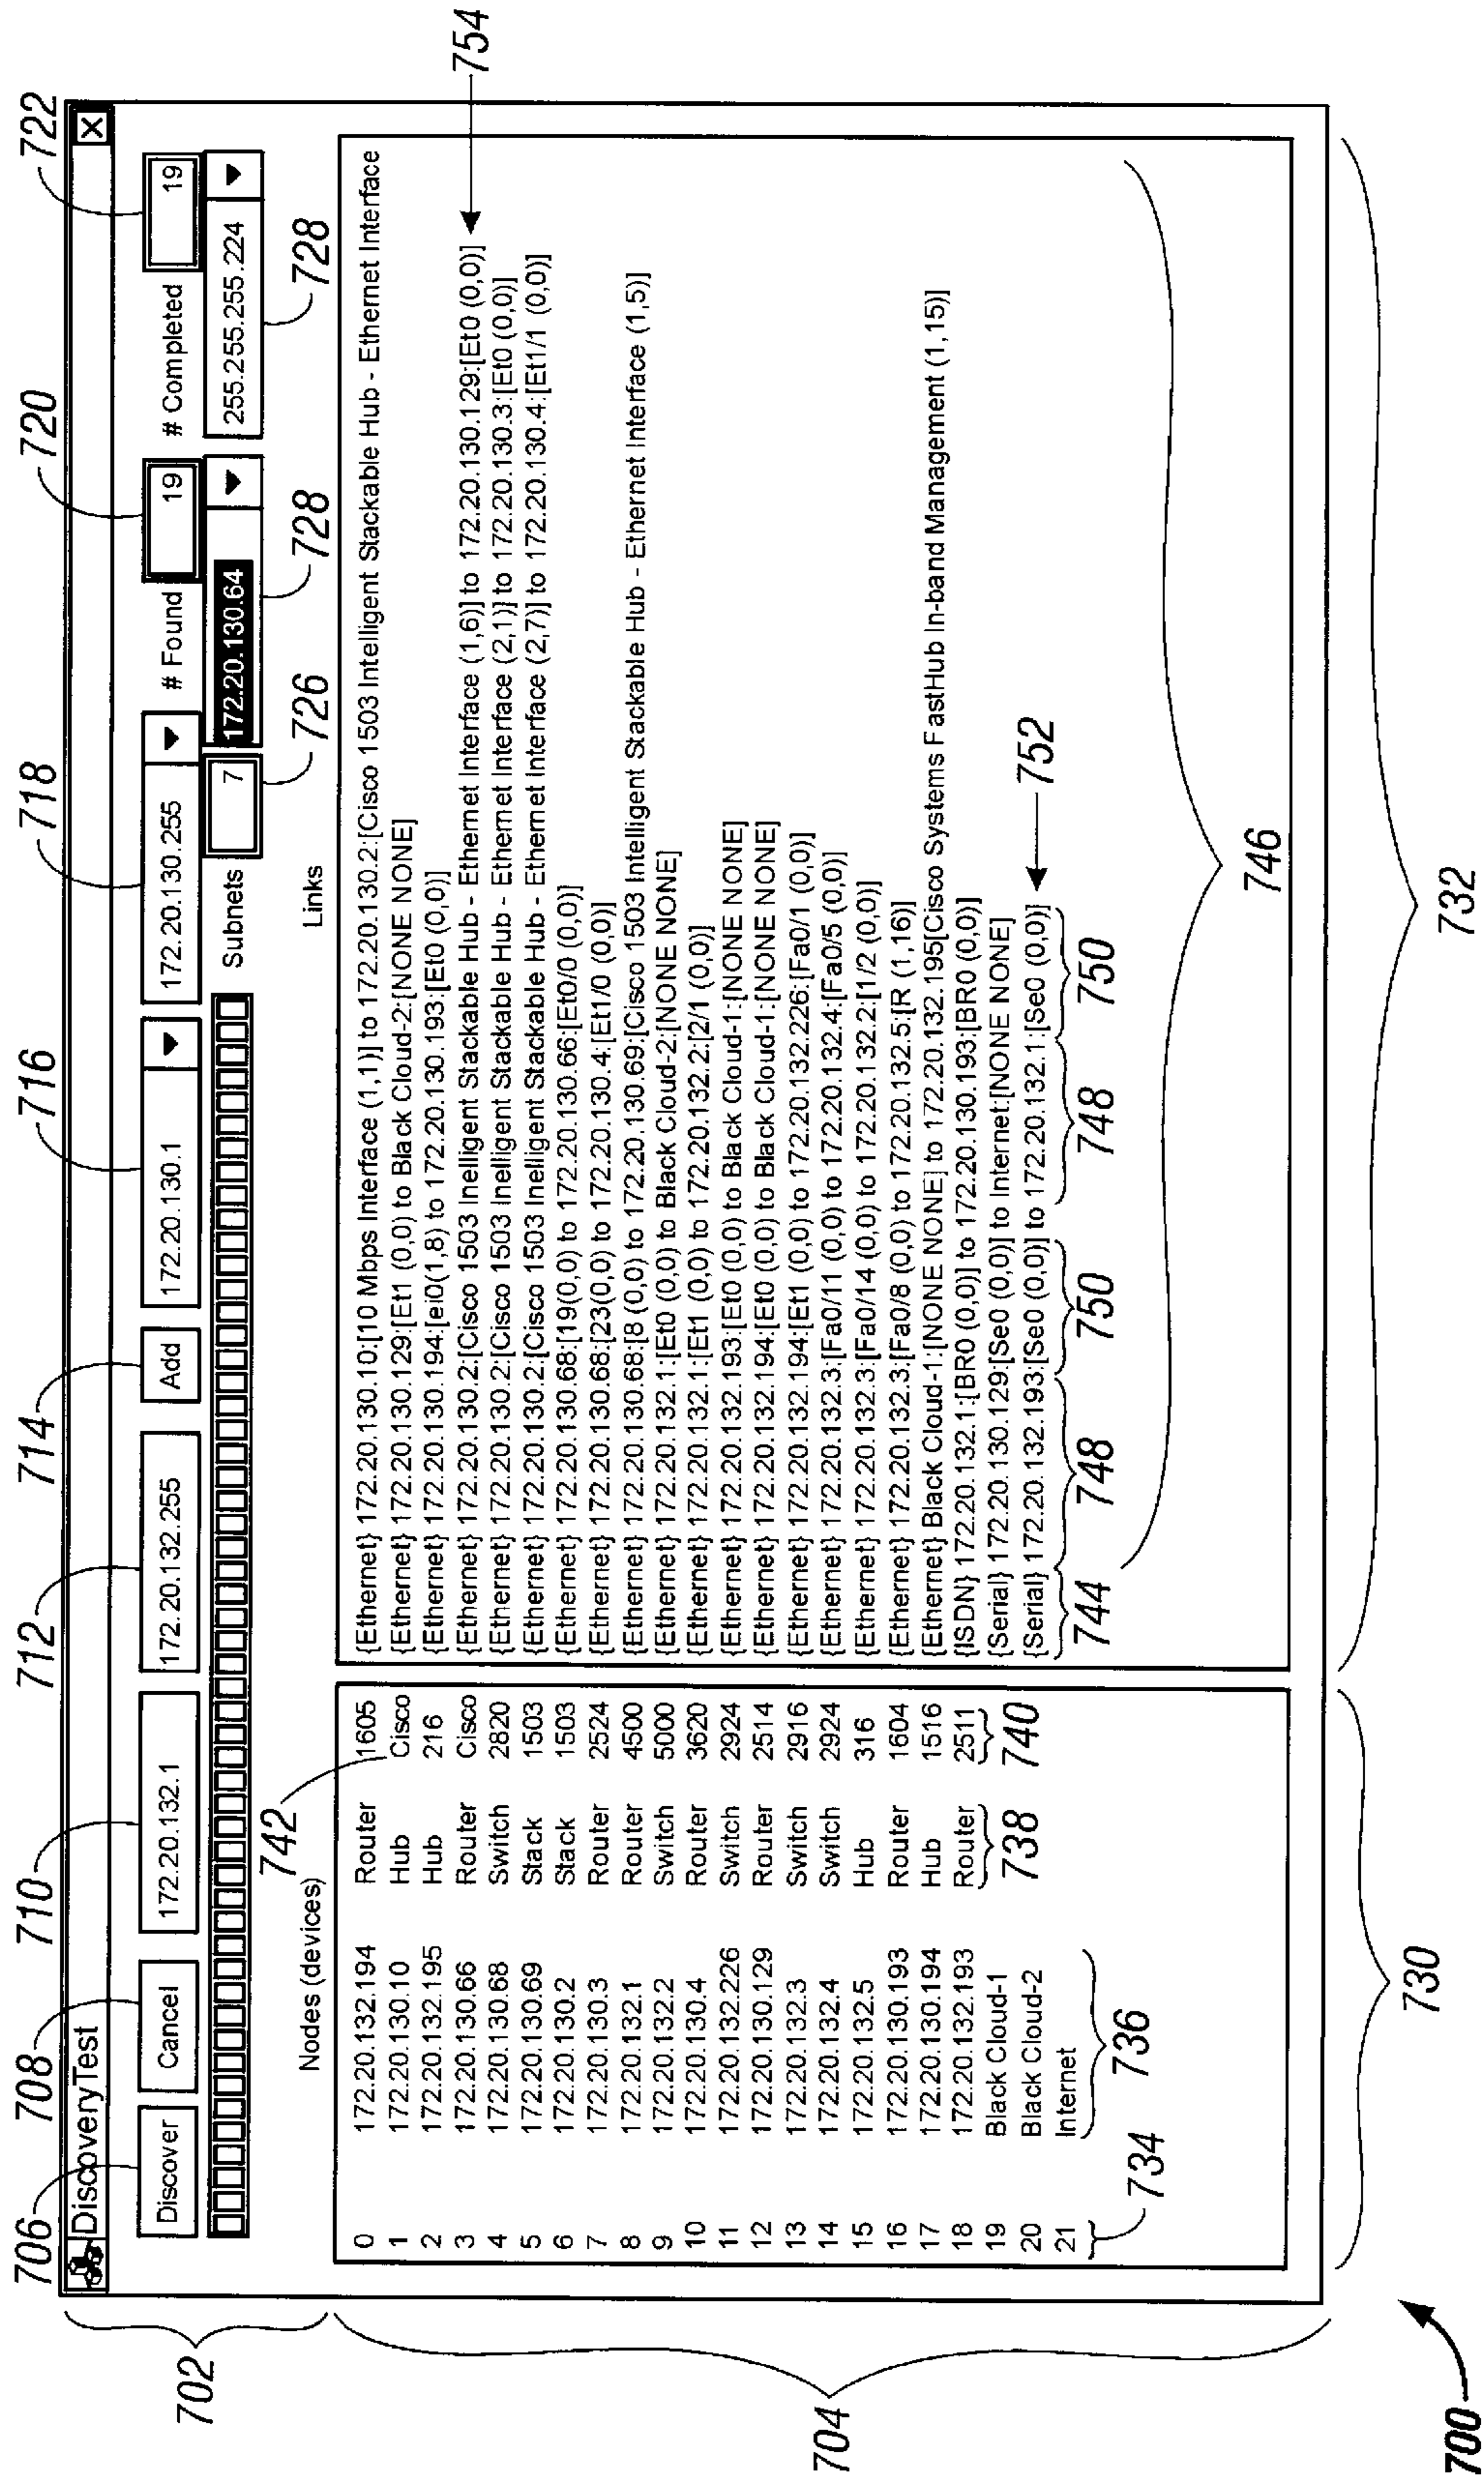 706 708 710 712 714 716 718 720 722
DiscoveryTest X
Discover Cancel 172.20.132.1 172.20.132.255 Add 172.20.130.1 172.20.130.255 # Found 19 # Completed 19
Subnets 7 172.20.130.64 255.255.255.224
702
742 726 728 728
Nodes (devices) Links
754
0 172.20.132.194 Router 1605
1 172.20.130.10 Hub Cisco
2 172.20.132.195 Hub 216
3 172.20.130.66 Router Cisco
4 172.20.130.68 Switch 2820
5 172.20.130.69 Stack 1503
6 172.20.130.2 Stack 1503
7 172.20.130.3 Router 2524
8 172.20.132.1 Router 4500
9 172.20.132.2 Switch 5000
10 172.20.130.4 Router 3620
11 172.20.132.226 Switch 2924
12 172.20.130.129 Router 2514
13 172.20.132.3 Switch 2916
14 172.20.132.4 Switch 2924
15 172.20.132.5 Hub 316
16 172.20.130.193 Router 1604
17 172.20.130.194 Hub 1516
18 172.20.132.193 Router 2511
19 Black Cloud-1
20 Black Cloud-2
21 Internet
734 736 738 740
{Ethernet} 172.20.130.10:[10 Mbps Interface (1,1)] to 172.20.130.2:[Cisco 1503 Intelligent Stackable Hub - Ethernet Interface
{Ethernet} 172.20.130.129:[Et1 (0,0) to Black Cloud-2:[NONE NONE]
{Ethernet} 172.20.130.194:[ei0(1,8) to 172.20.130.193:[Et0 (0,0)]
{Ethernet} 172.20.130.2:[Cisco 1503 Inelligent Stackable Hub - Ethernet Interface (1,6)] to 172.20.130.129:[Et0 (0,0)]
{Ethernet} 172.20.130.2:[Cisco 1503 Inelligent Stackable Hub - Ethernet Interface (2,1)] to 172.20.130.3:[Et0 (0,0)]
{Ethernet} 172.20.130.2:[Cisco 1503 Inelligent Stackable Hub - Ethernet Interface (2,7)] to 172.20.130.4:[Et1/1 (0,0)]
{Ethernet} 172.20.130.68:[19(0,0) to 172.20.130.66:[Et0/0 (0,0)]
{Ethernet} 172.20.130.68:[23(0,0) to 172.20.130.4:[Et1/0 (0,0)]
{Ethernet} 172.20.130.68:[8 (0,0) to 172.20.130.69:[Cisco 1503 Intelligent Stackable Hub - Ethernet Interface (1,5)]
{Ethernet} 172.20.132.1:[Et0 (0,0) to Black Cloud-2:[NONE NONE]
{Ethernet} 172.20.132.1:[Et1 (0,0) to 172.20.132.2:[2/1 (0,0)]
{Ethernet} 172.20.132.193:[Et0 (0,0) to Black Cloud-1:[NONE NONE]
{Ethernet} 172.20.132.194:[Et0 (0,0) to Black Cloud-1:[NONE NONE]
{Ethernet} 172.20.132.194:[Et1 (0,0) to 172.20.132.226:[Fa0/1 (0,0)]
{Ethernet} 172.20.132.3:[Fa0/11 (0,0) to 172.20.132.4:[Fa0/5 (0,0)]
{Ethernet} 172.20.132.3:[Fa0/14 (0,0) to 172.20.132.2:[1/2 (0,0)]
{Ethernet} 172.20.132.3:[Fa0/8 (0,0) to 172.20.132.5:[R (1,16)]
{Ethernet} Black Cloud-1:[NONE NONE] to 172.20.132.195[Cisco Systems FastHub In-band Management (1,15)]
{ISDN} 172.20.132.1:[BR0 (0,0)] to 172.20.130.193:[BR0 (0,0)]
{Serial} 172.20.130.129:[Se0 (0,0)] to Internet:[NONE NONE]
{Serial} 172.20.132.193:[Se0 (0,0)] to 172.20.132.1:[Se0 (0,0)]
752
744 748 750 748 750
746
704
730 732
700